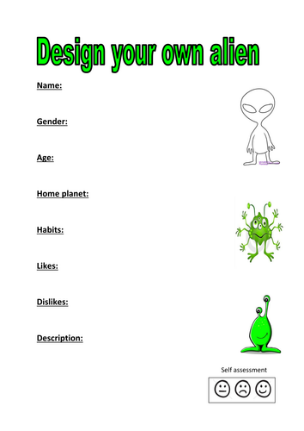 Design your own alien
Name:
Gender:
Age:
Home planet:
Habits:
Likes:
Dislikes:
Description:
Self assessment